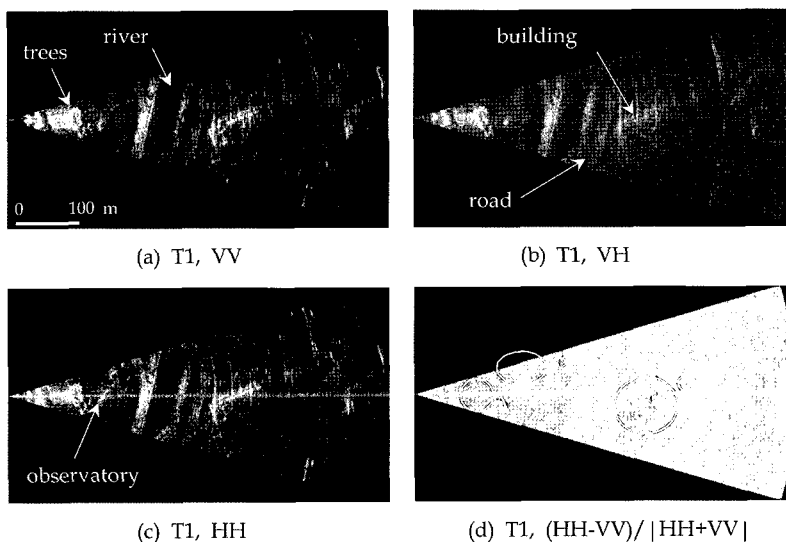 river
trees
0 100 m
(a) T1, VV
building
road
(b) T1, VH
observatory
(c) T1, HH
(d) T1, (HH-VV)/|HH+VV|